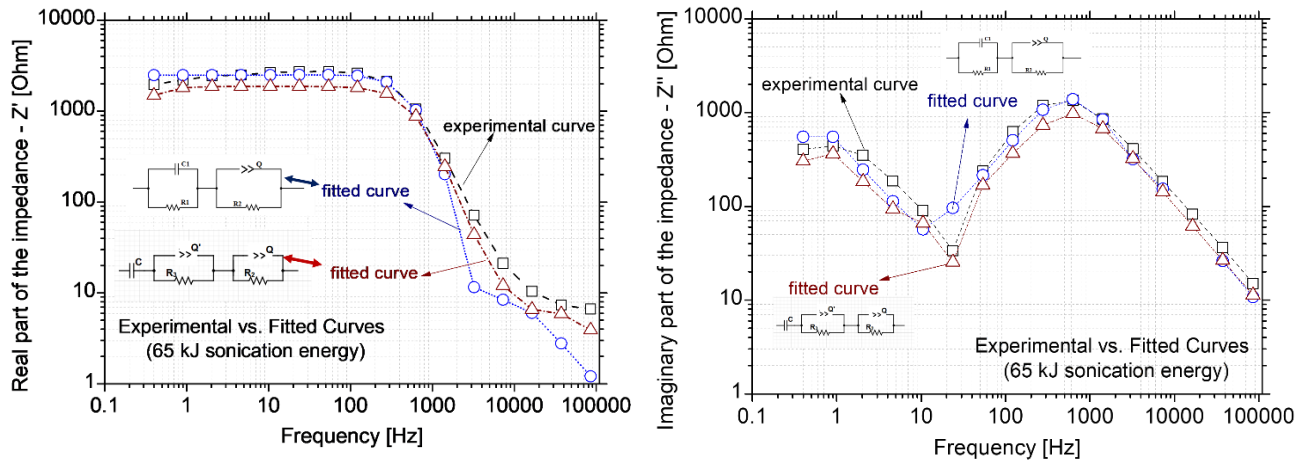 10000
1000
100
10
1
Real part of the impedance - Z' [Ohm]
experimental curve
C1
Q
R1
R2
fitted curve
C
Q'
Q
R2
fitted curve
Experimental vs. Fitted Curves
(65 kJ sonication energy)
0.1 1 10 100 1000 10000 100000
Frequency [Hz]
10000
1000
100
10
1
Imaginary part of the impedance - Z" [Ohm]
C1
Q
R1
experimental curve
fitted curve
fitted curve
C
Q'
Q
Experimental vs. Fitted Curves
(65 kJ sonication energy)
0.1 1 10 100 1000 10000 100000
Frequency [Hz]